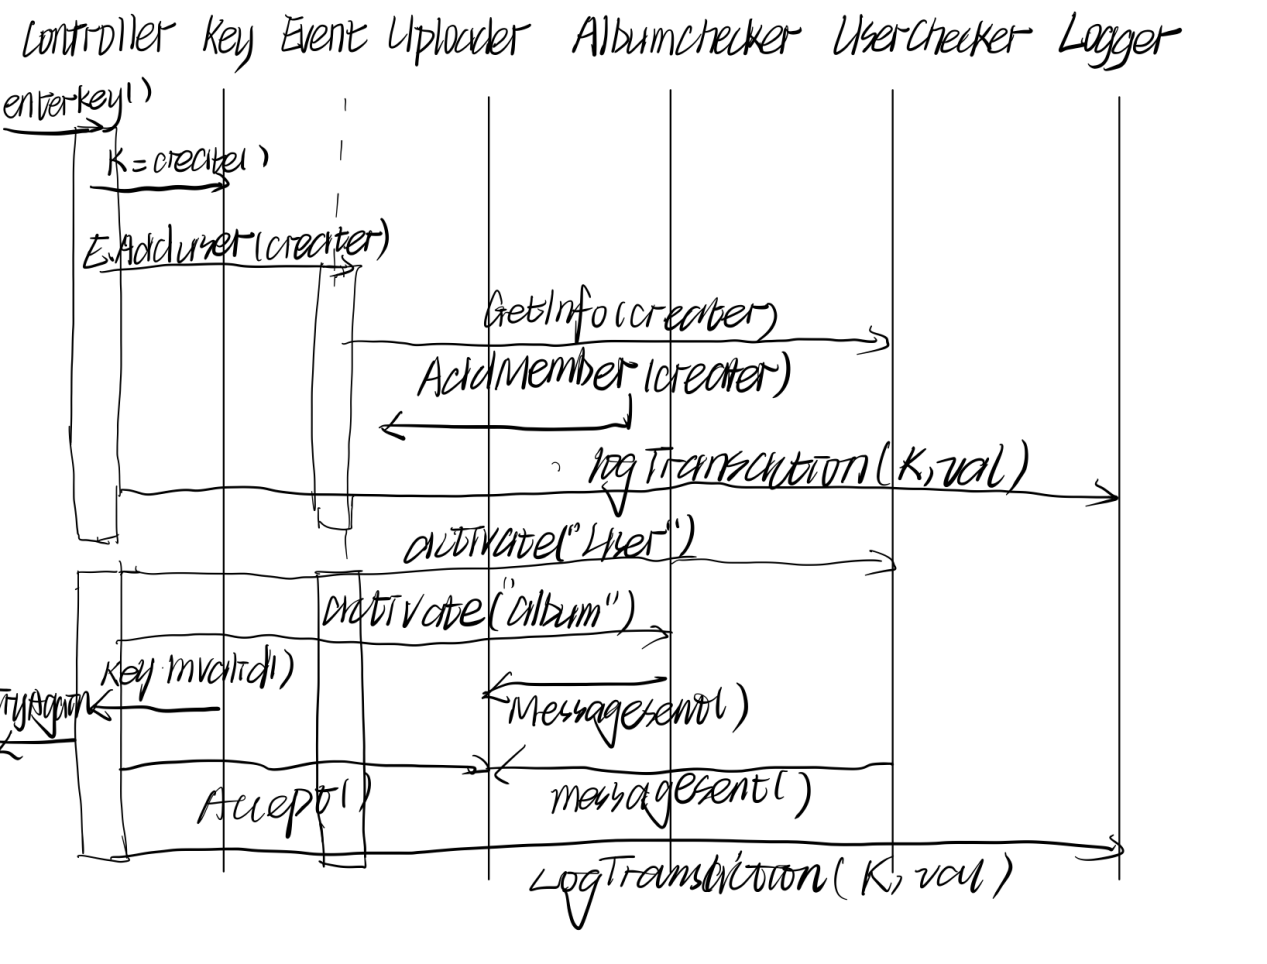 Controller Key Event Uploader Albumchecker UserChecker Logger
enterkey()
K=create()
E.AddUser(creater)
GetInfo(creater)
AddMember(creater)
logTransaction(K,val)
activate("User")
activate("album")
Key invalid()
TryAgain
Messagesent()
Accept()
messagesent()
LogTransaction(K,val)